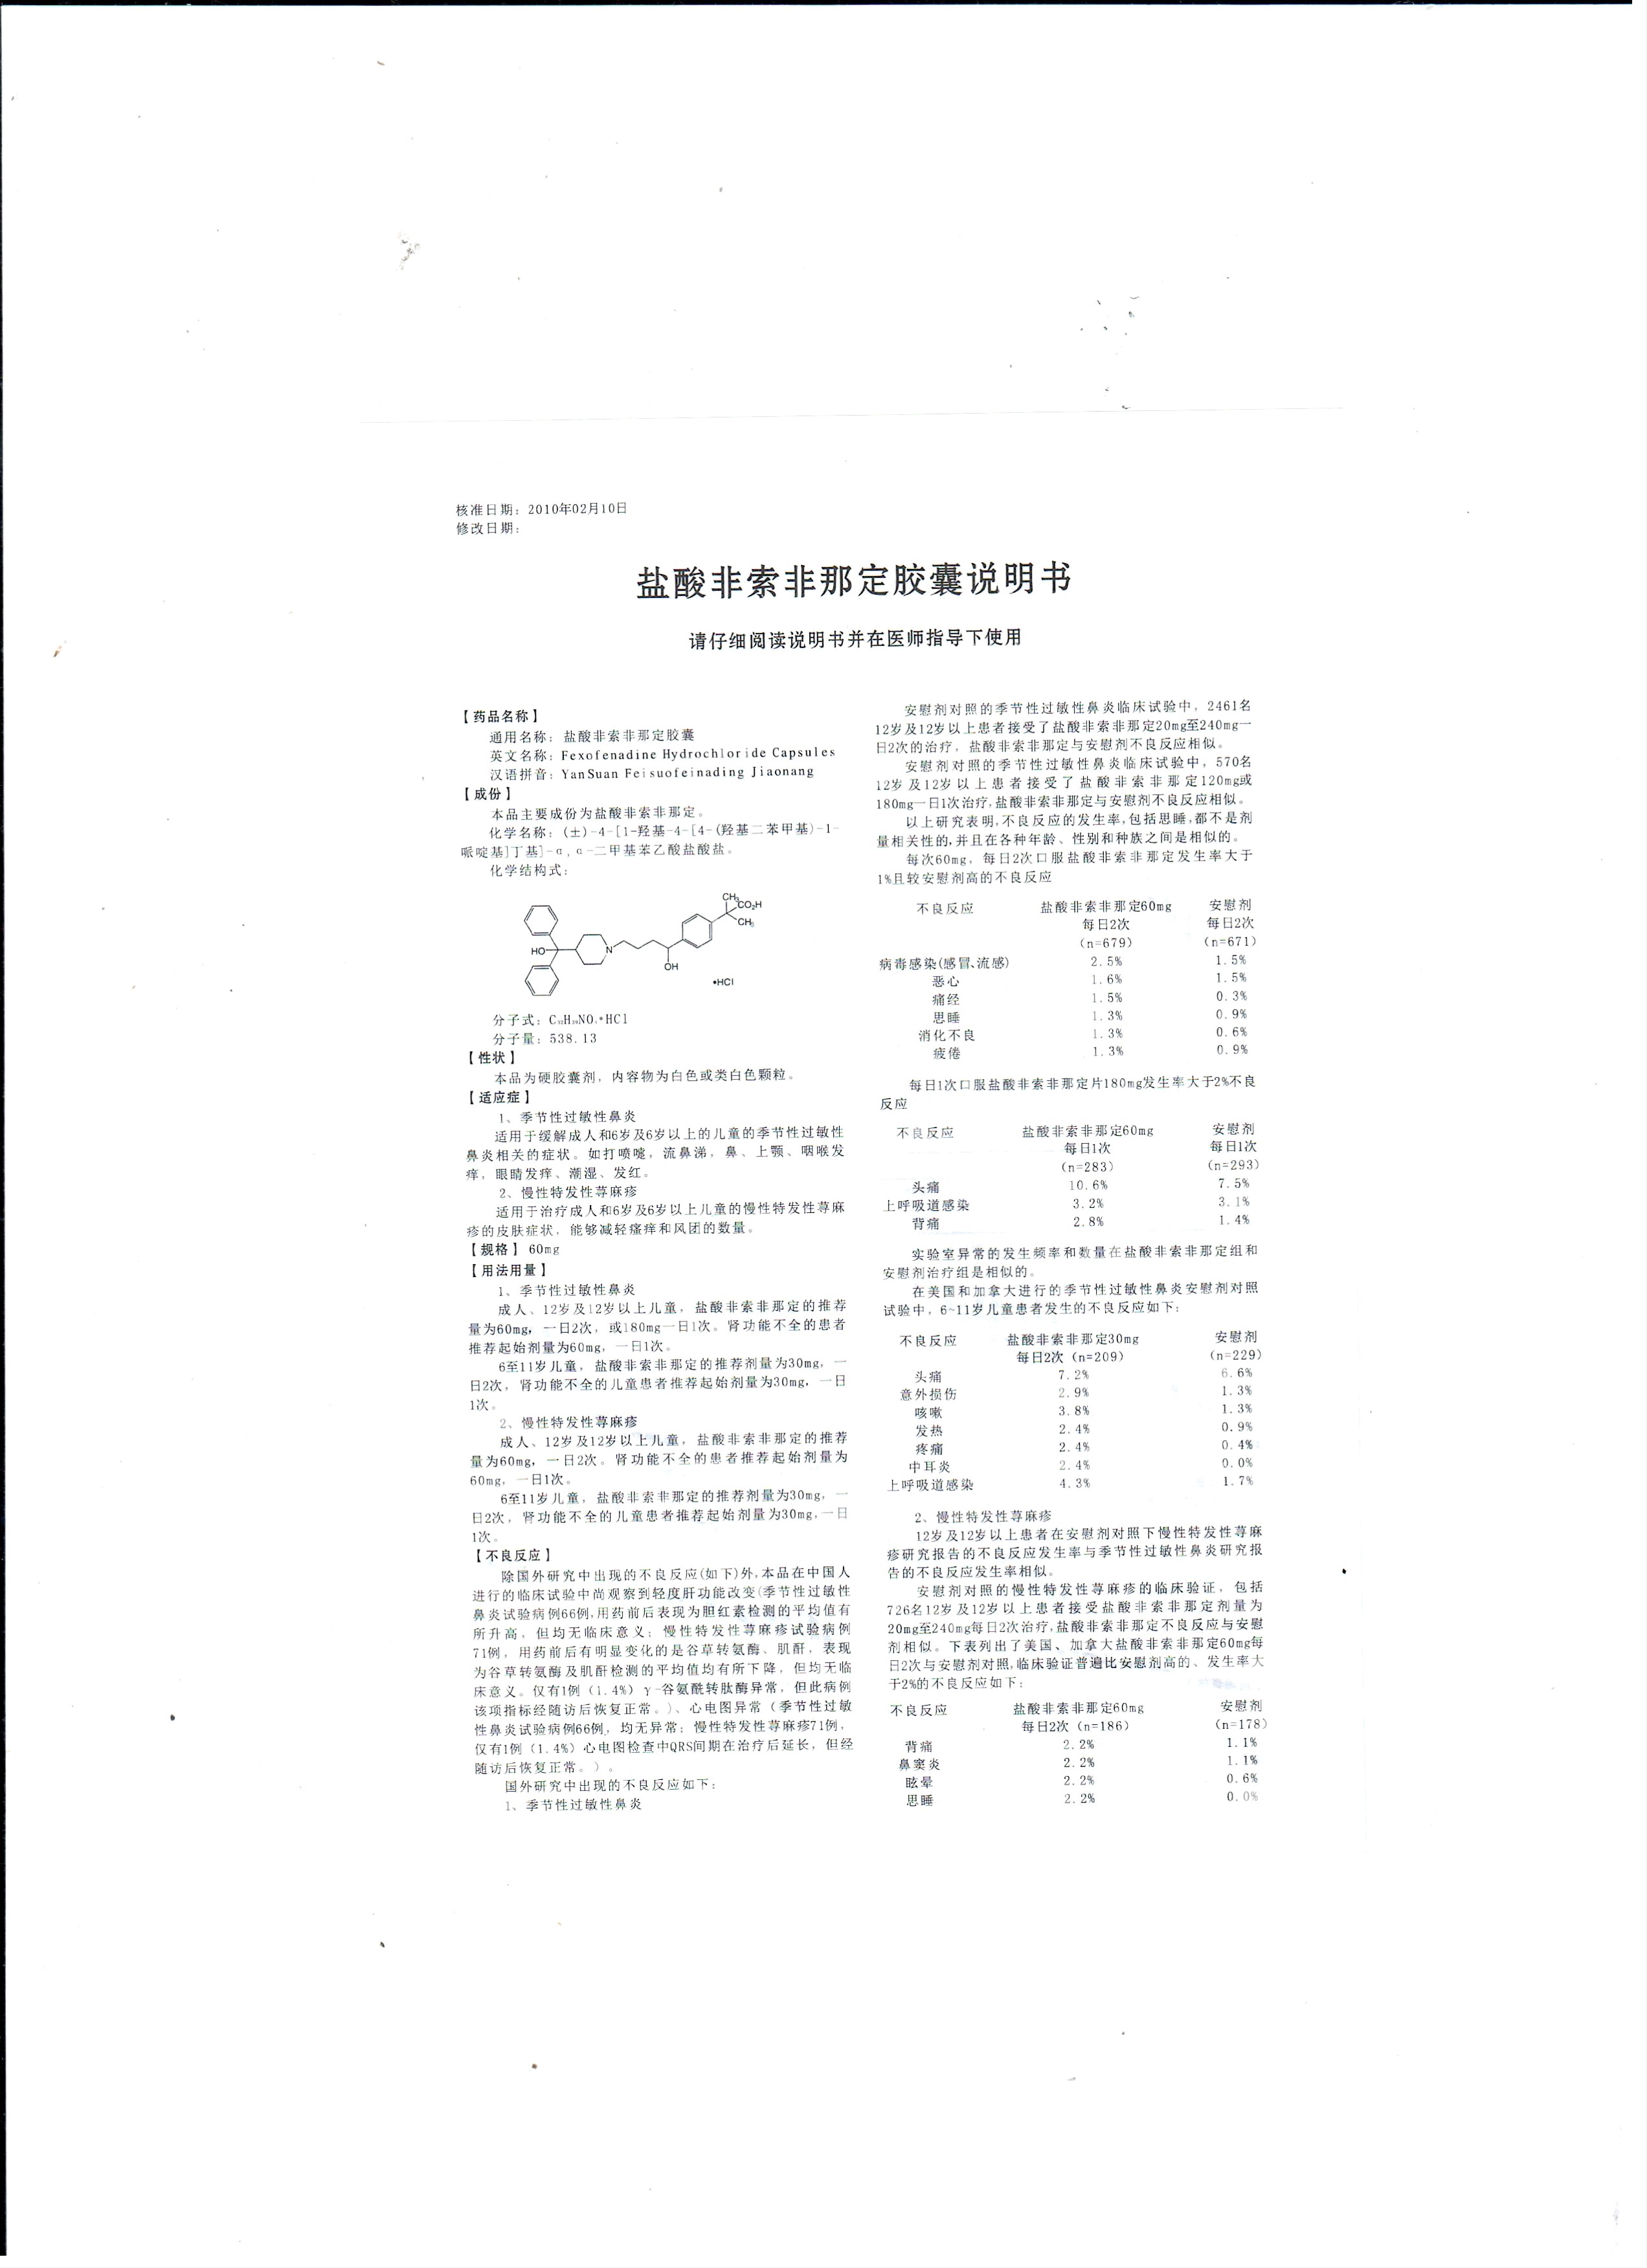 核准日期：2010年02月10日
修改日期：
盐酸非索非那定胶囊说明书
请仔细阅读说明书并在医师指导下使用
【药品名称】
通用名称：盐酸非索非那定胶囊
英文名称：Fexofenadine Hydrochloride Capsules
汉语拼音：YanSuan Feisuofeinading Jiaonang
【成份】
本品主要成份为盐酸非索非那定。
化学名称：(±)-4-[1-羟基-4-[4-(羟基二苯甲基)-1-
哌啶基]丁基]-α,α-二甲基苯乙酸盐酸盐。
化学结构式：
CH₃
CO₂H
CH₃
HO
N
OH
•HCl
分子式：
分子量：538.13
【性状】
本品为硬胶囊剂，内容物为白色或类白色颗粒。
【适应症】
1、季节性过敏性鼻炎
适用于缓解成人和6岁及6岁以上的儿童的季节性过敏性
鼻炎相关的症状。如打喷嚏，流鼻涕，鼻、上颚、咽喉发
痒，眼睛发痒、潮湿、发红。
2、慢性特发性荨麻疹
适用于治疗成人和6岁及6岁以上儿童的慢性特发性荨麻
疹的皮肤症状，能够减轻瘙痒和风团的数量。
【规格】60mg
【用法用量】
1、季节性过敏性鼻炎
成人、12岁及12岁以上儿童，盐酸非索非那定的推荐
量为60mg，一日2次，或180mg一日1次。肾功能不全的患者
推荐起始剂量为60mg，一日1次。
6至11岁儿童，盐酸非索非那定的推荐剂量为30mg，一
日2次，肾功能不全的儿童患者推荐起始剂量为30mg，一日
1次。
2、慢性特发性荨麻疹
成人、12岁及12岁以上儿童，盐酸非索非那定的推荐
量为60mg，一日2次。肾功能不全的患者推荐起始剂量为
60mg，一日1次。
6至11岁儿童，盐酸非索非那定的推荐剂量为30mg，一
日2次，肾功能不全的儿童患者推荐起始剂量为30mg，一日
1次。
【不良反应】
除国外研究中出现的不良反应(如下)外,本品在中国人
进行的临床试验中尚观察到轻度肝功能改变(季节性过敏性
鼻炎试验病例66例,用药前后表现为胆红素检测的平均值有
所升高，但均无临床意义；慢性特发性荨麻疹试验病例
71例，用药前后有明显变化的是谷草转氨酶、肌酐，表现
为谷草转氨酶及肌酐检测的平均值均有所下降，但均无临
床意义。仅有1例（1.4%）γ-谷氨酰转肽酶异常，但此病例
该项指标经随访后恢复正常。)、心电图异常（季节性过敏
性鼻炎试验病例66例，均无异常；慢性特发性荨麻疹71例，
仅有1例（1.4%）心电图检查中QRS间期在治疗后延长，但经
随访后恢复正常。）。
国外研究中出现的不良反应如下：
1、季节性过敏性鼻炎
安慰剂对照的季节性过敏性鼻炎临床试验中，2461名
12岁及12岁以上患者接受了盐酸非索非那定20mg至240mg一
日2次的治疗，盐酸非索非那定与安慰剂不良反应相似。
安慰剂对照的季节性过敏性鼻炎临床试验中，570名
12岁及12岁以上患者接受了盐酸非索非那定120mg或
180mg一日1次治疗,盐酸非索非那定与安慰剂不良反应相似。
以上研究表明,不良反应的发生率,包括思睡,都不是剂
量相关性的,并且在各种年龄、性别和种族之间是相似的。
每次60mg，每日2次口服盐酸非索非那定发生率大于
1%且较安慰剂高的不良反应
不良反应 盐酸非索非那定60mg 安慰剂
每日2次 每日2次
(n=679) (n=671)
病毒感染(感冒、流感) 2.5% 1.5%
恶心 1.6% 1.5%
痛经 1.5% 0.3%
思睡 1.3% 0.9%
消化不良 1.3% 0.6%
疲倦 1.3% 0.9%
每日1次口服盐酸非索非那定片180mg发生率大于2%不良
反应
不良反应 盐酸非索非那定60mg 安慰剂
每日1次 每日1次
(n=283) (n=293)
头痛 10.6% 7.5%
上呼吸道感染 3.2% 3.1%
背痛 2.8% 1.4%
实验室异常的发生频率和数量在盐酸非索非那定组和
安慰剂治疗组是相似的。
在美国和加拿大进行的季节性过敏性鼻炎安慰剂对照
试验中，6~11岁儿童患者发生的不良反应如下：
不良反应 盐酸非索非那定30mg 安慰剂
每日2次（n=209） (n=229)
头痛 7.2% 6.6%
意外损伤 2.9% 1.3%
咳嗽 3.8% 1.3%
发热 2.4% 0.9%
疼痛 2.4% 0.4%
中耳炎 2.4% 0.0%
上呼吸道感染 4.3% 1.7%
2、慢性特发性荨麻疹
12岁及12岁以上患者在安慰剂对照下慢性特发性荨麻
疹研究报告的不良反应发生率与季节性过敏性鼻炎研究报
告的不良反应发生率相似。
安慰剂对照的慢性特发性荨麻疹的临床验证，包括
726名12岁及12岁以上患者接受盐酸非索非那定剂量为
20mg至240mg每日2次治疗,盐酸非索非那定不良反应与安慰
剂相似。下表列出了美国、加拿大盐酸非索非那定60mg每
日2次与安慰剂对照,临床验证普遍比安慰剂高的、发生率大
于2%的不良反应如下：
不良反应 盐酸非索非那定60mg 安慰剂
每日2次（n=186） (n=178)
背痛 2.2% 1.1%
鼻窦炎 2.2% 1.1%
眩晕 2.2% 0.6%
思睡 2.2% 0.0%